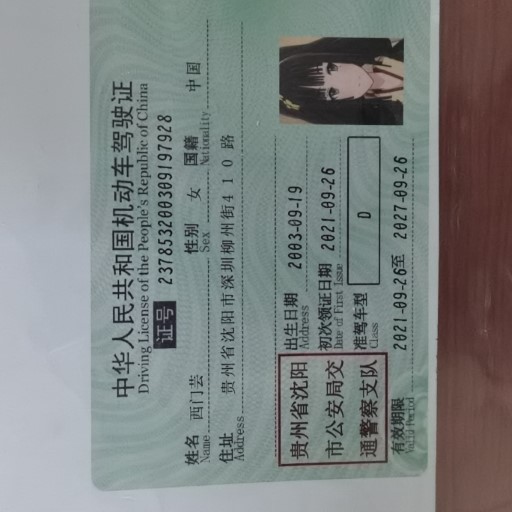 中华人民共和国机动车驾驶证
Driving License of the People's Republic of China
证号 237853200309197928
姓名 西门芸 性别 女 国籍 中国
Name Sex Nationality
住址 贵州省沈阳市深圳柳州街410路
Address
出生日期 2003-09-19
Address
初次领证日期 2021-09-26
Date of First Issue
准驾车型 D
Class
贵州省沈阳
市公安局交
通警察支队
有效期限 2021-09-26至 2027-09-26
Valid Period